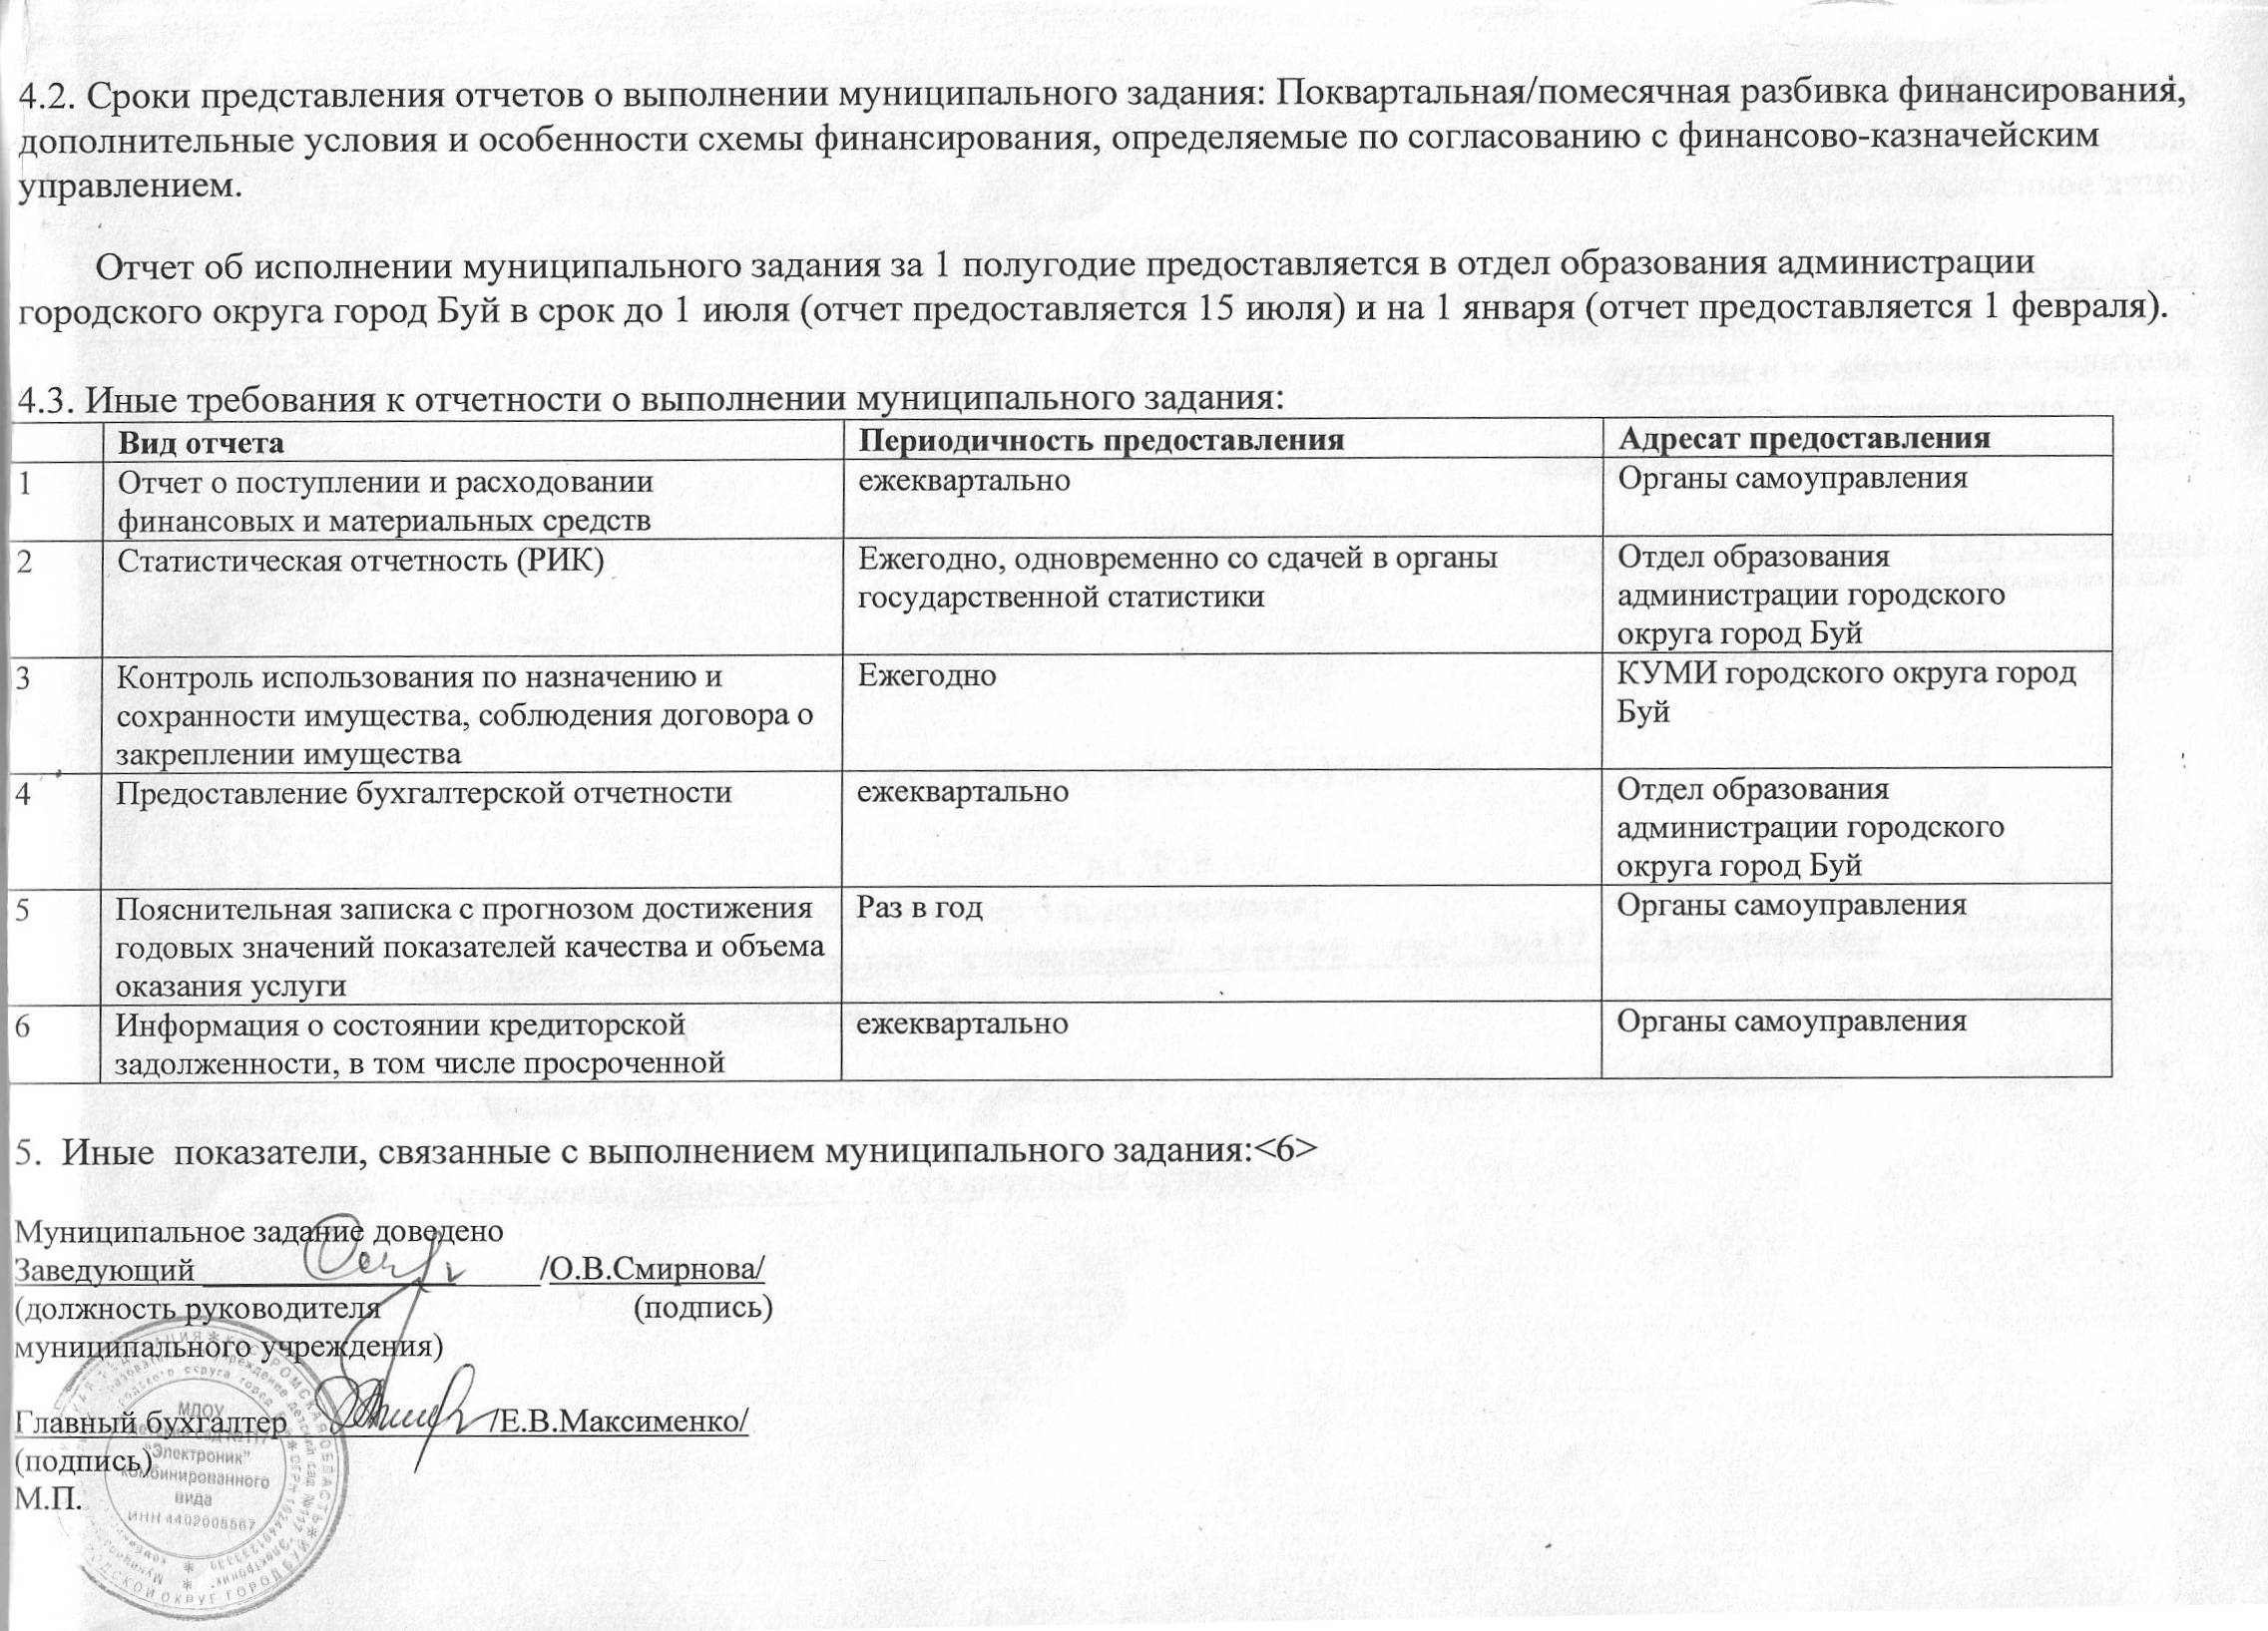 4.2. Сроки представления отчетов о выполнении муниципального задания: Поквартальная/помесячная разбивка финансирования,
дополнительные условия и особенности схемы финансирования, определяемые по согласованию с финансово-казначейским
управлением.
Отчет об исполнении муниципального задания за 1 полугодие предоставляется в отдел образования администрации
городского округа город Буй в срок до 1 июля (отчет предоставляется 15 июля) и на 1 января (отчет предоставляется 1 февраля).
4.3. Иные требования к отчетности о выполнении муниципального задания:
Вид отчета Периодичность предоставления Адресат предоставления
1 Отчет о поступлении и расходовании ежеквартально Органы самоуправления
финансовых и материальных средств
2 Статистическая отчетность (РИК) Ежегодно, одновременно со сдачей в органы Отдел образования
государственной статистики администрации городского
округа город Буй
3 Контроль использования по назначению и Ежегодно КУМИ городского округа город
сохранности имущества, соблюдения договора о Буй
закреплении имущества
4 Предоставление бухгалтерской отчетности ежеквартально Отдел образования
администрации городского
округа город Буй
5 Пояснительная записка с прогнозом достижения Раз в год Органы самоуправления
годовых значений показателей качества и объема
оказания услуги
6 Информация о состоянии кредиторской ежеквартально Органы самоуправления
задолженности, в том числе просроченной
5. Иные показатели, связанные с выполнением муниципального задания:<6>
Муниципальное задание доведено
Заведующий /О.В.Смирнова/
(должность руководителя (подпись)
муниципального учреждения)
Главный бухгалтер /Е.В.Максименко/
(подпись)
М.П.
МДОУ
"Электроник"
комбинированного
вида
ИНН